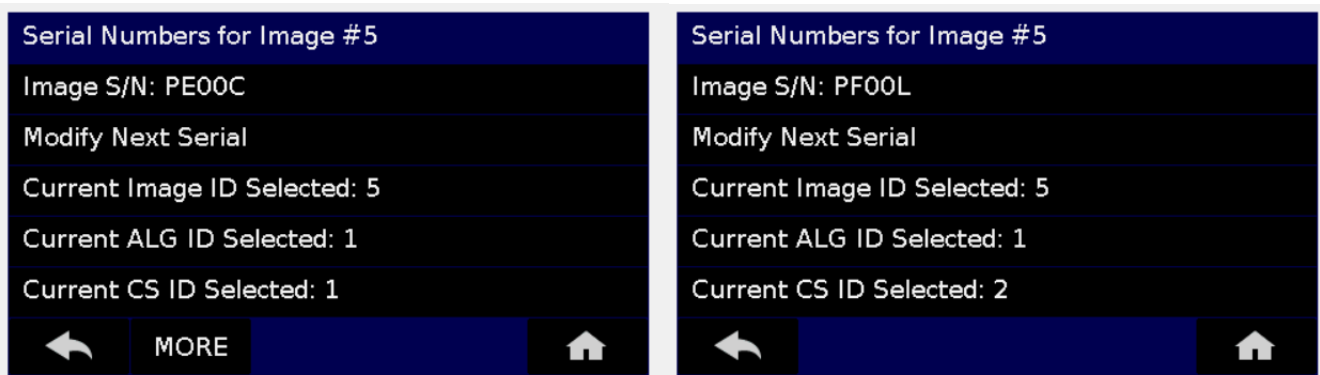 Serial Numbers for Image #5
Image S/N: PE00C
Modify Next Serial
Current Image ID Selected: 5
Current ALG ID Selected: 1
Current CS ID Selected: 1
MORE
Serial Numbers for Image #5
Image S/N: PF00L
Modify Next Serial
Current Image ID Selected: 5
Current ALG ID Selected: 1
Current CS ID Selected: 2